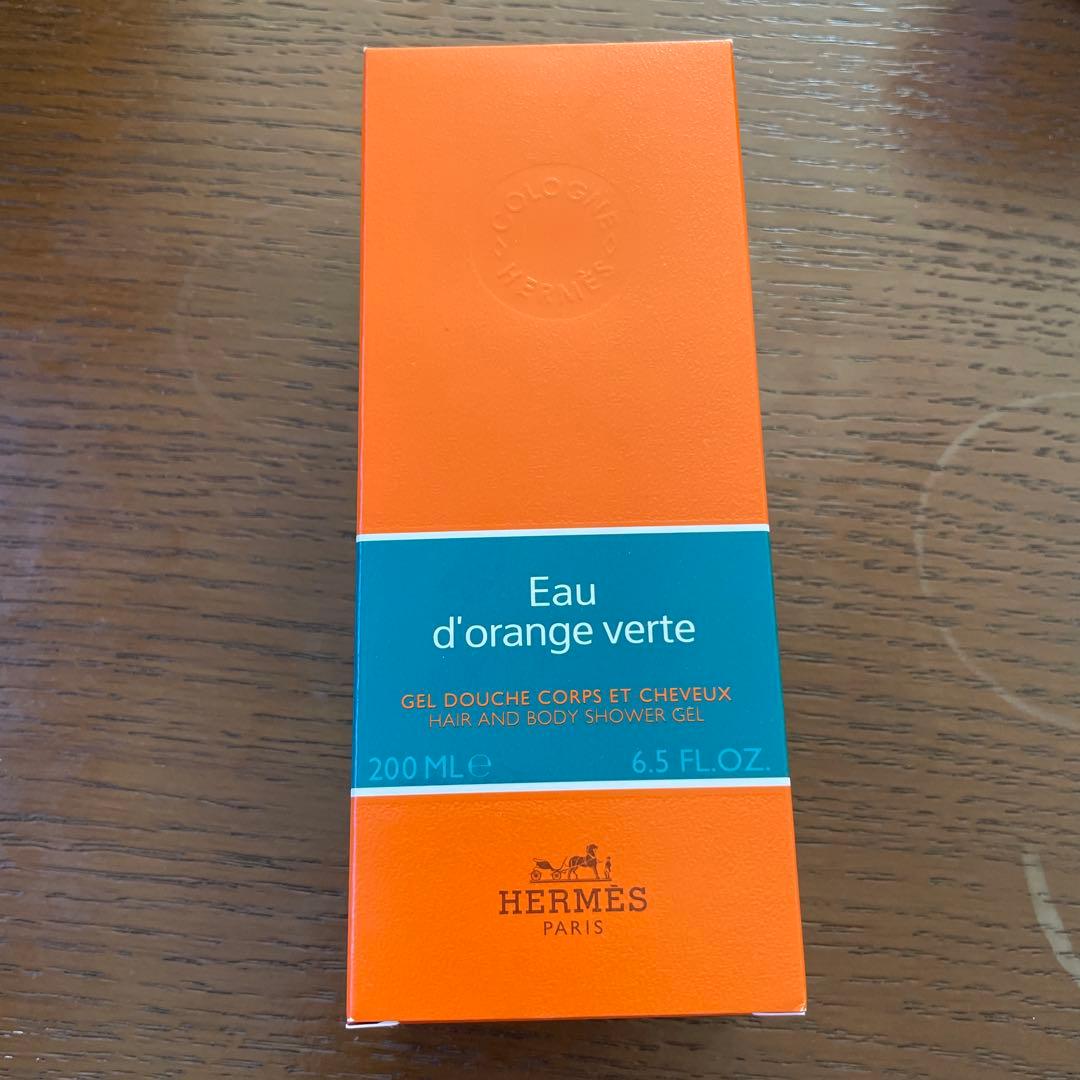 COLOGNE
HERMÈS
Eau
d'orange verte
GEL DOUCHE CORPS ET CHEVEUX
HAIR AND BODY SHOWER GEL
200 ML ℮
6.5 FL.OZ.
HERMÈS
PARIS